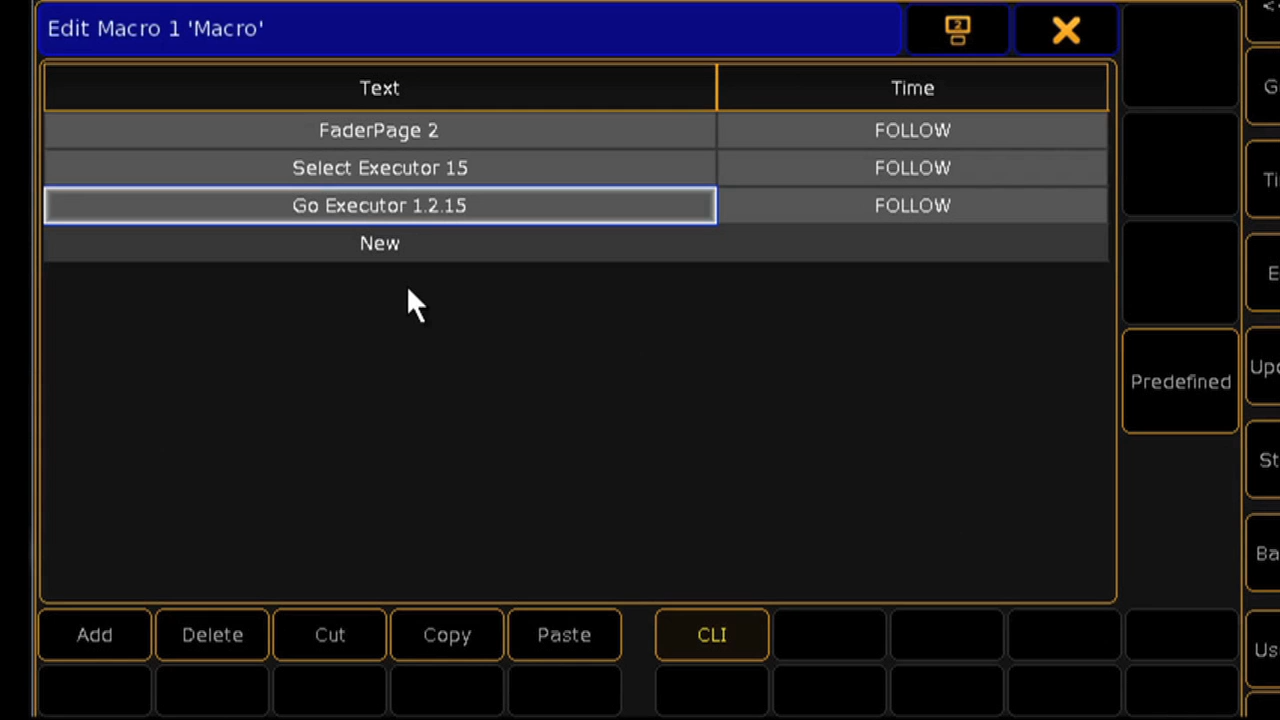 Edit Macro 1 'Macro'
2
Text Time
FaderPage 2 FOLLOW
Select Executor 15 FOLLOW
Go Executor 1.2.15 FOLLOW
New
Predefined
Add Delete Cut Copy Paste CLI